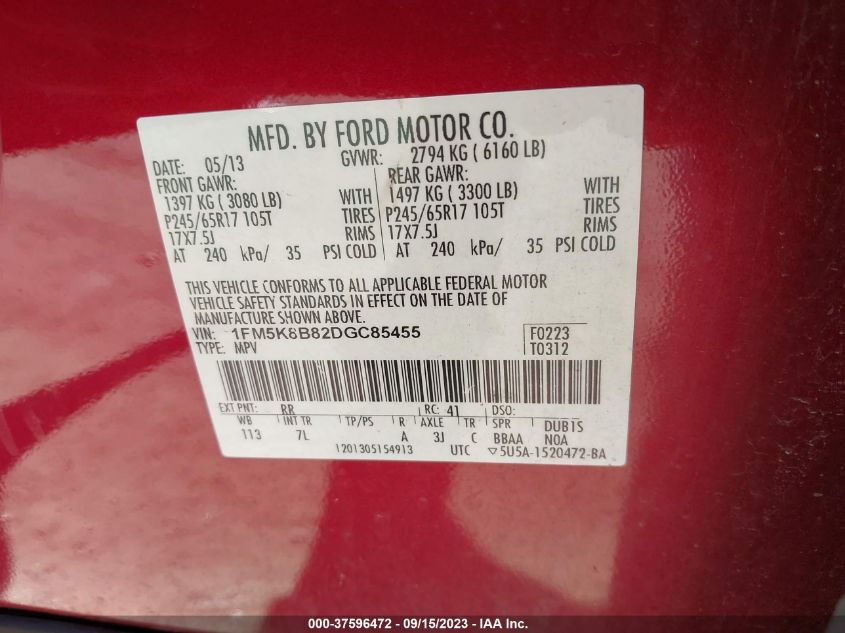 MFD. BY FORD MOTOR CO.
DATE: 05/13 GVWR: 2794 KG ( 6160 LB)
FRONT GAWR: REAR GAWR:
1397 KG ( 3080 LB) WITH 1497 KG ( 3300 LB) WITH
P245/65R17 105T TIRES P245/65R17 105T TIRES
17X7.5J RIMS 17X7.5J RIMS
AT 240 kPa/ 35 PSI COLD AT 240 kPa/ 35 PSI COLD
THIS VEHICLE CONFORMS TO ALL APPLICABLE FEDERAL MOTOR
VEHICLE SAFETY STANDARDS IN EFFECT ON THE DATE OF
MANUFACTURE SHOWN ABOVE.
VIN: 1FM5K8B82DGC85455 F0223
TYPE: MPV T0312
EXT PNT: RR RC: 41 DSO:
WB INT TR TP/PS R AXLE TR SPR DUB1S
113 7L A 3J C BBAA NOA
1201305154913 UTC ▽5U5A-1520472-BA
000-37596472 - 09/15/2023 - IAA Inc.